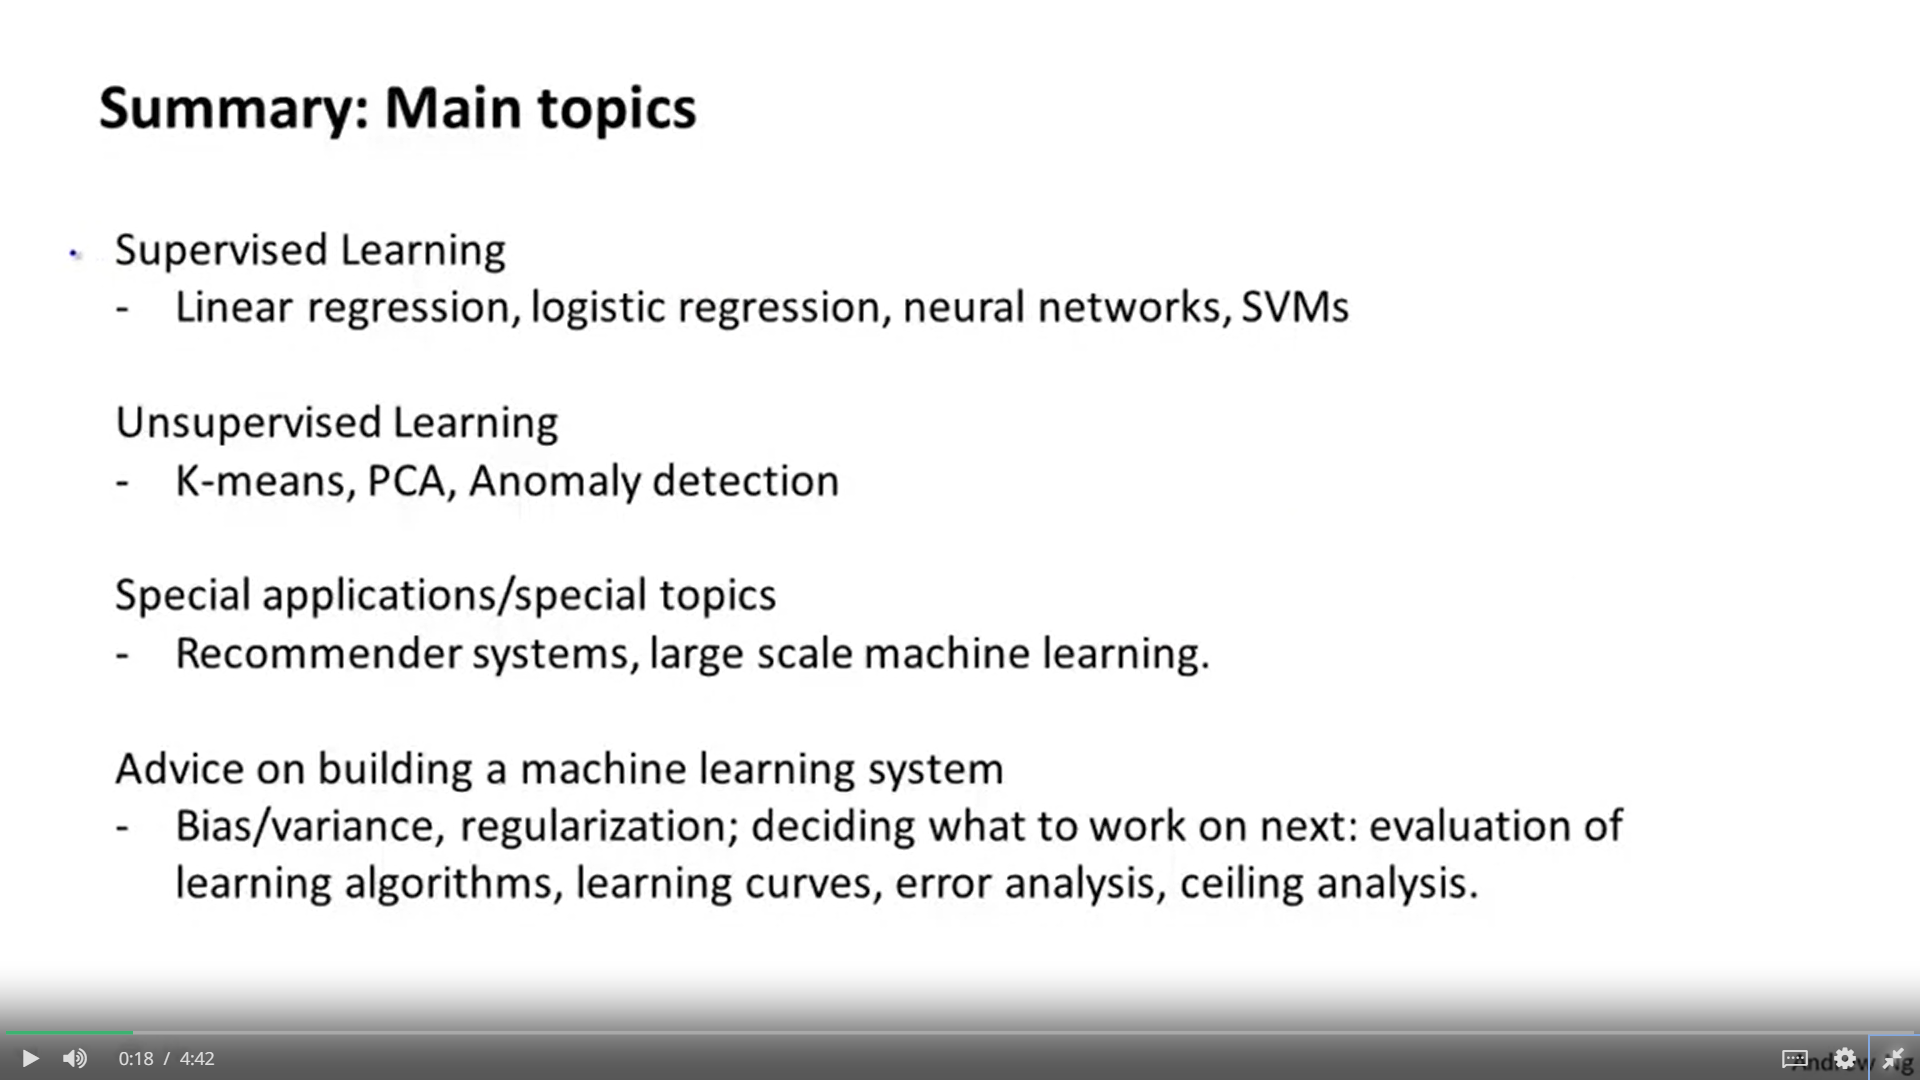 Summary: Main topics
Supervised Learning
- Linear regression, logistic regression, neural networks, SVMs
Unsupervised Learning
- K-means, PCA, Anomaly detection
Special applications/special topics
- Recommender systems, large scale machine learning.
Advice on building a machine learning system
- Bias/variance, regularization; deciding what to work on next: evaluation of
learning algorithms, learning curves, error analysis, ceiling analysis.
0:18 / 4:42
Andrew Ng